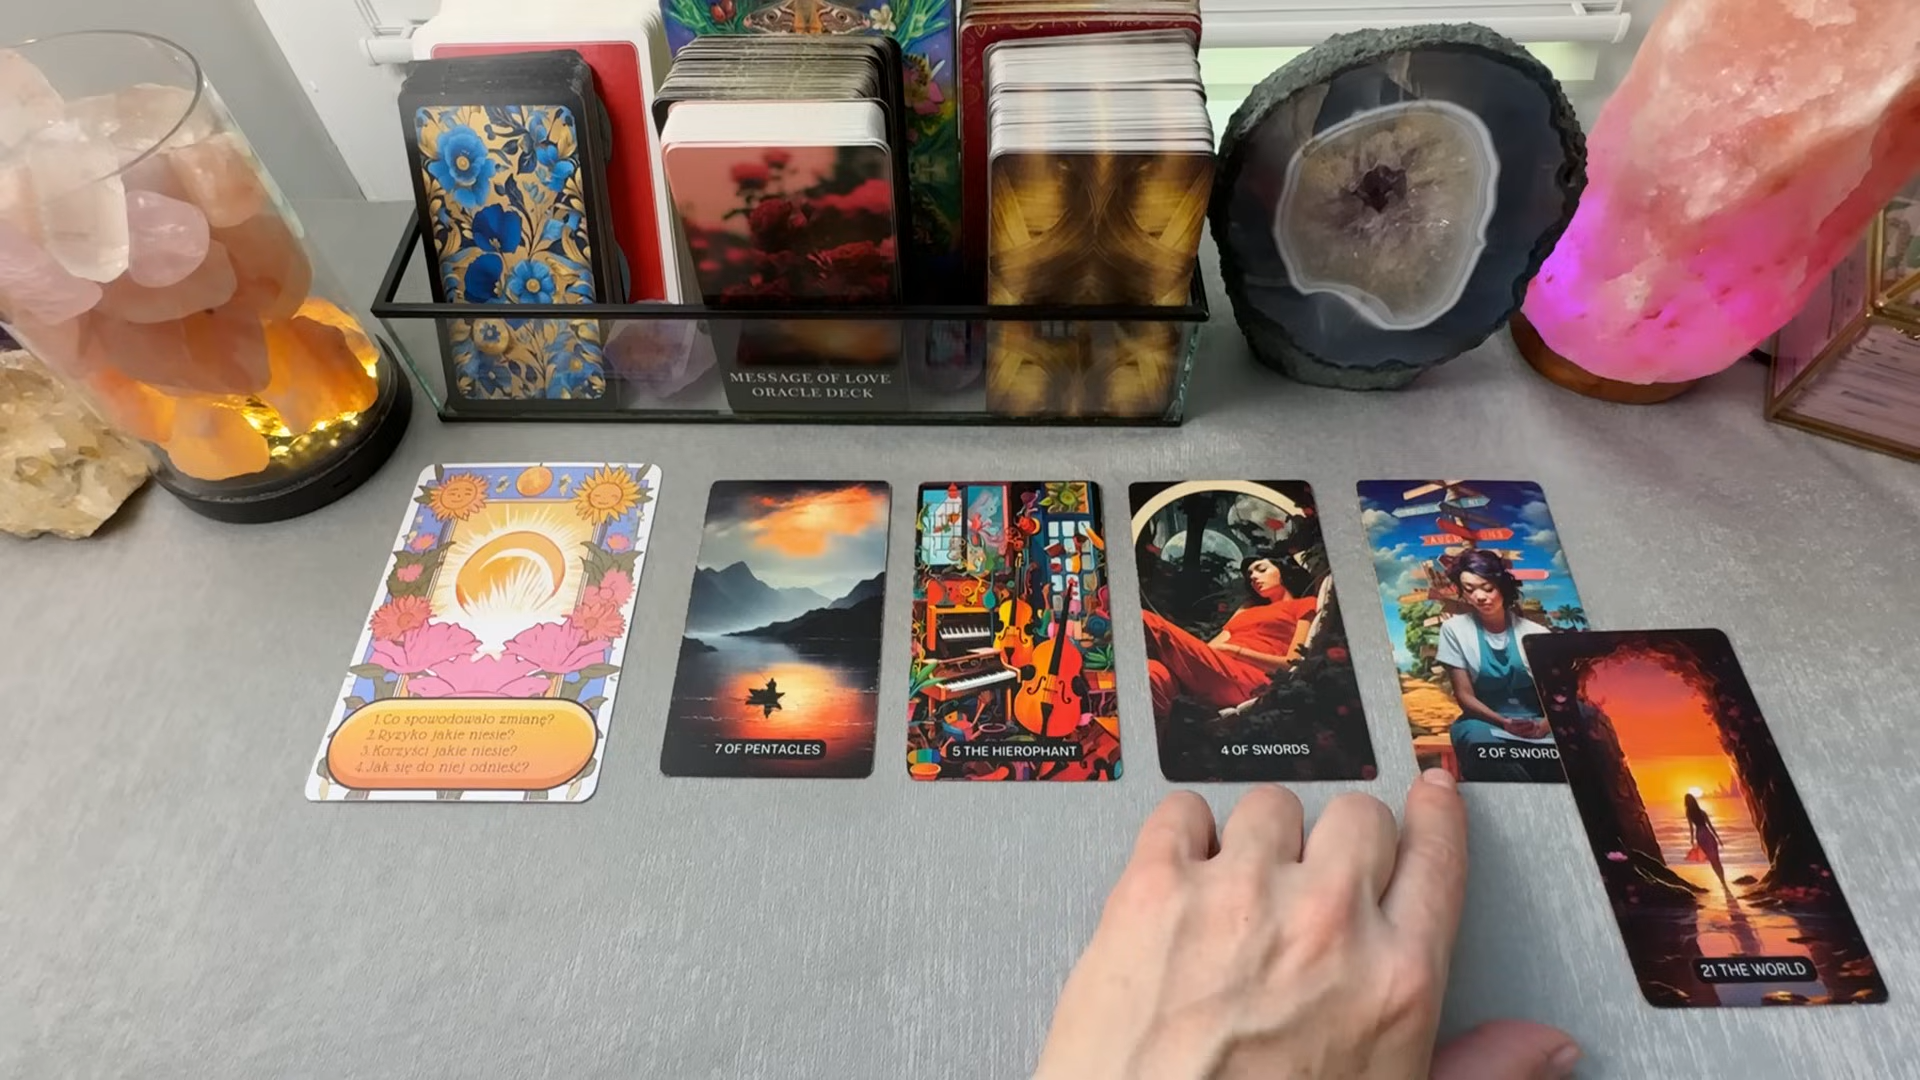 MESSAGE OF LOVE
ORACLE DECK
1. Co spowodowało zmianę?
2. Ryzyko jakie niesie?
3. Korzyści jakie niesie?
4. Jak się do niej odnieść?
7 OF PENTACLES
5 THE HIEROPHANT
4 OF SWORDS
2 OF SWORD
21 THE WORLD